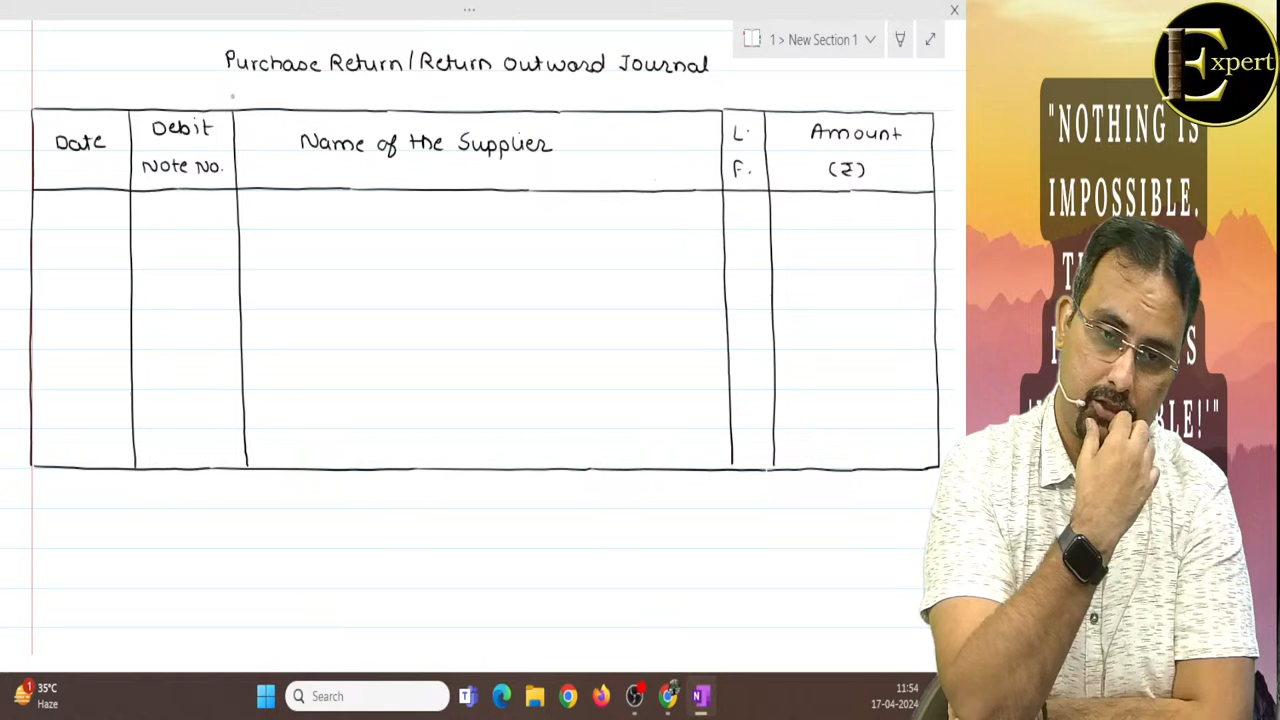 1 > New Section 1
Purchase Return/Return Outward Journal
Date
Debit
Note No.
Name of the Supplier
L.
F.
Amount
(₹)
Expert
"NOTHING IS
IMPOSSIBLE.
1
35°C
Haze
Search
11:54
17-04-2024